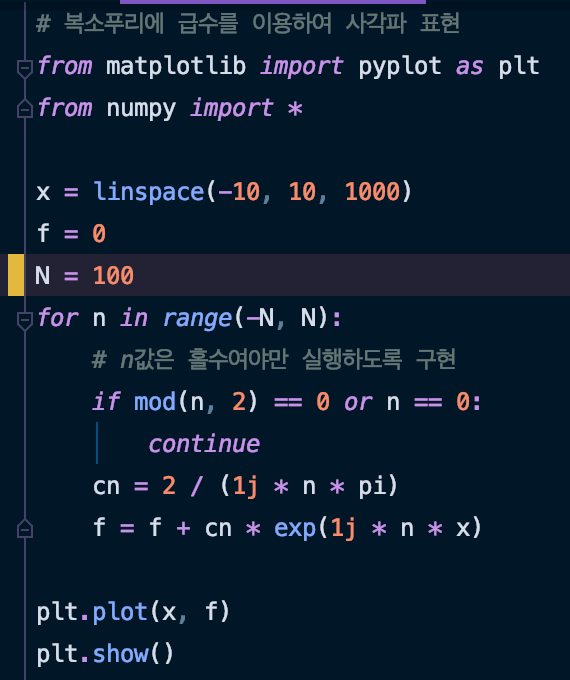 # 복소푸리에 급수를 이용하여 사각파 표현
from matplotlib import pyplot as plt
from numpy import *
x = linspace(-10, 10, 1000)
f = 0
N = 100
for n in range(-N, N):
# n값은 홀수여야만 실행하도록 구현
if mod(n, 2) == 0 or n == 0:
continue
cn = 2 / (1j * n * pi)
f = f + cn * exp(1j * n * x)
plt.plot(x, f)
plt.show()